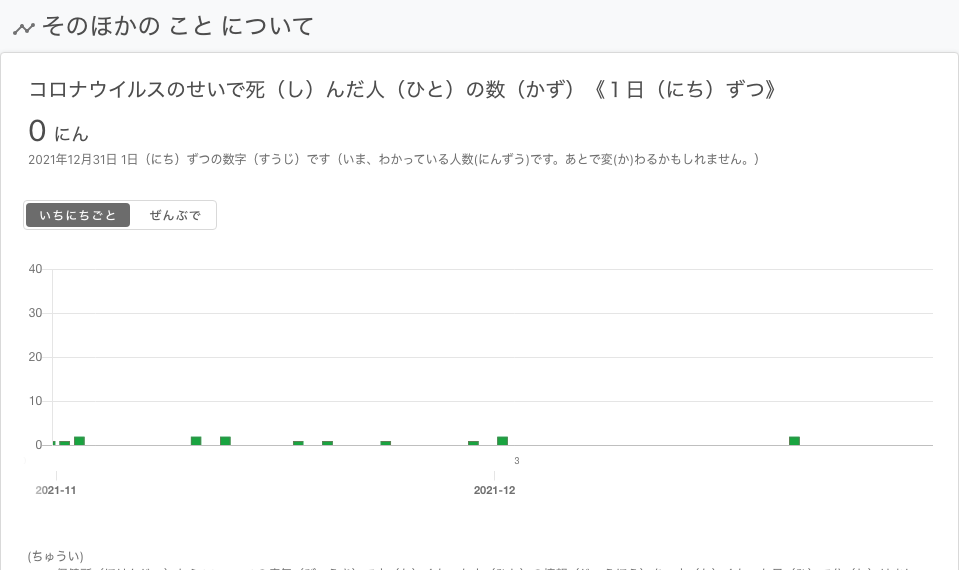 そのほかの こと について
コロナウイルスのせいで死（し）んだ人（ひと）の数（かず）《１日（にち）ずつ》
0 にん
2021年12月31日 1日（にち）ずつの数字（すうじ）です（いま、わかっている人数(にんずう)です。あとで変(か)わるかもしれません。）
いちにちごと ぜんぶで
40
30
20
10
0
3
2021-11 2021-12
(ちゅうい)